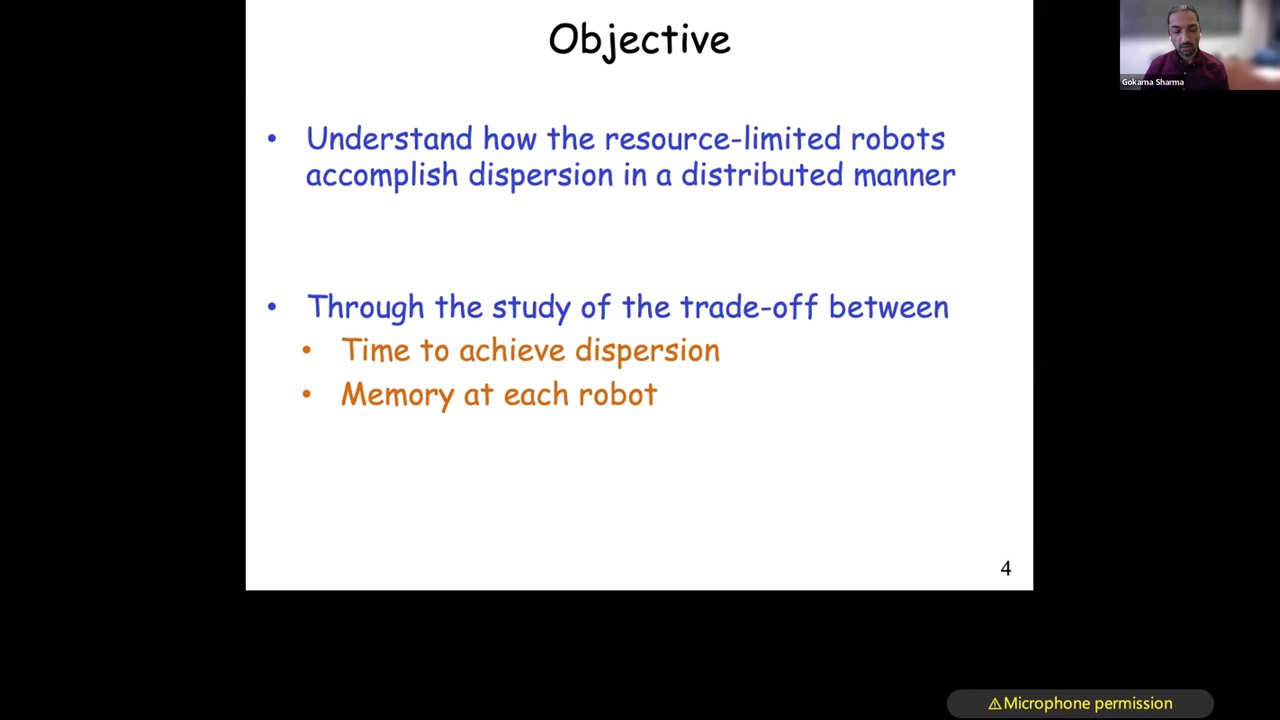 Objective
• Understand how the resource-limited robots
accomplish dispersion in a distributed manner
• Through the study of the trade-off between
• Time to achieve dispersion
• Memory at each robot
4
Gokarna Sharma
⚠Microphone permission